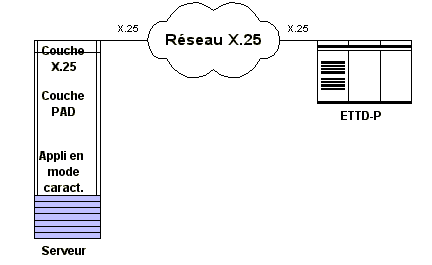 X.25
Réseau X.25
X.25
Couche
X.25
Couche
PAD
Appli en
mode
caract.
Serveur
ETTD-P